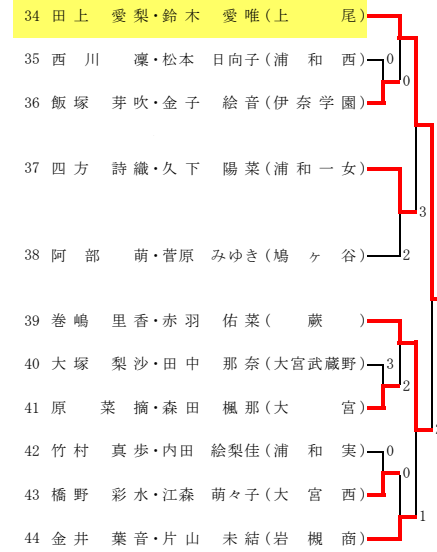 34 田上 愛梨・鈴木 愛唯(上 尾)
35 西川 凜・松本 日向子(浦和西) 0
0
36 飯塚 芽吹・金子 絵音(伊奈学園)
37 四方 詩織・久下 陽菜(浦和一女)
3
38 阿部 萌・菅原 みゆき(鳩ヶ谷) 2
39 巻嶋 里香・赤羽 佑菜(蕨)
40 大塚 梨沙・田中 那奈(大宮武蔵野) 3
2
41 原 菜摘・森田 楓那(大宮)
42 竹村 真歩・内田 絵梨佳(浦和実) 0
0
43 橋野 彩水・江森 萌々子(大宮西)
1
44 金井 葉音・片山 未結(岩槻商)